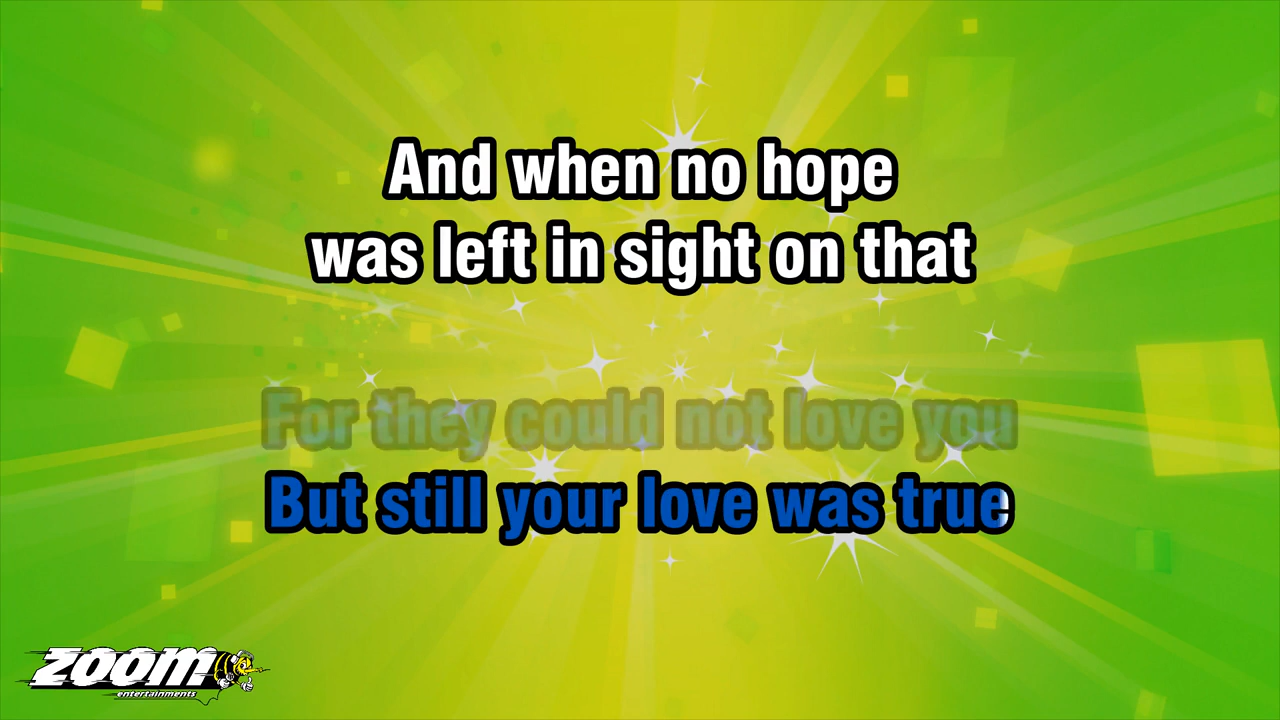 And when no hope
was left in sight on that
For they could not love you
But still your love was true
ZOOM
entertainments